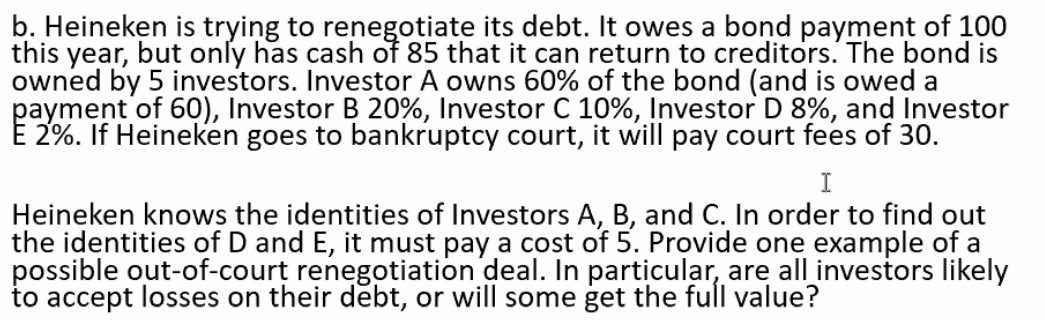 b. Heineken is trying to renegotiate its debt. It owes a bond payment of 100
this year, but only has cash of 85 that it can return to creditors. The bond is
owned by 5 investors. Investor A owns 60% of the bond (and is owed a
payment of 60), Investor B 20%, Investor C 10%, Investor D 8%, and Investor
E 2%. If Heineken goes to bankruptcy court, it will pay court fees of 30.
Heineken knows the identities of Investors A, B, and C. In order to find out
the identities of D and E, it must pay a cost of 5. Provide one example of a
possible out-of-court renegotiation deal. In particular, are all investors likely
to accept losses on their debt, or will some get the full value?